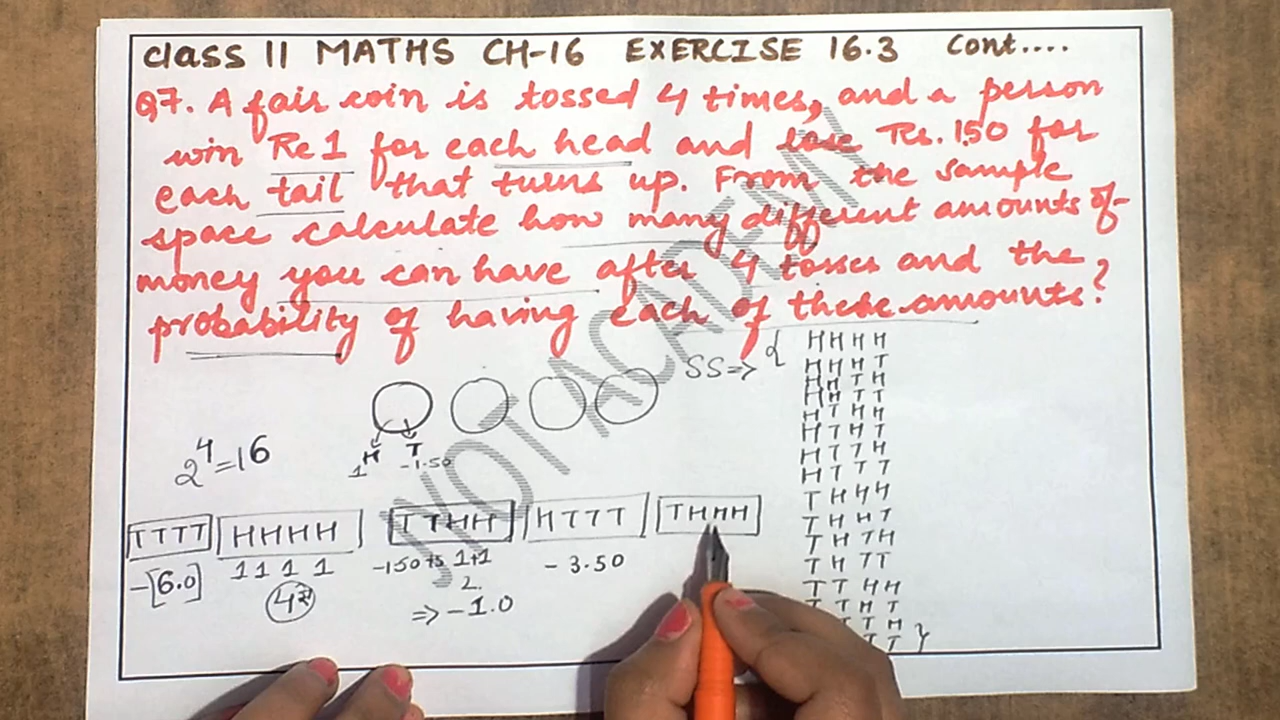 class 11 MATHS CH-16 EXERCISE 16.3 Cont....
Q7. A fair coin is tossed 4 times, and a person
win Re 1 for each head and lose Rs. 1.50 for
each tail that turns up. From the sample
space calculate how many different amounts of
money you can have after 4 tosses and the
probability of having each of these amounts?
SS=> {
HHHH
HHHT
HHTH
HHTT
HTHH
HTHT
HTTH
HTTT
THHH
THHT
THTH
THTT
TTHH
TTHT
TH
TT }
2^4=16
H T
1 -1.50
TTTT HHHH TTHH HTTT THHH
-[6.0] 1 1 1 1 1+1 -3.50
4 2.
=> -1.0
JYOTI ACADEMY